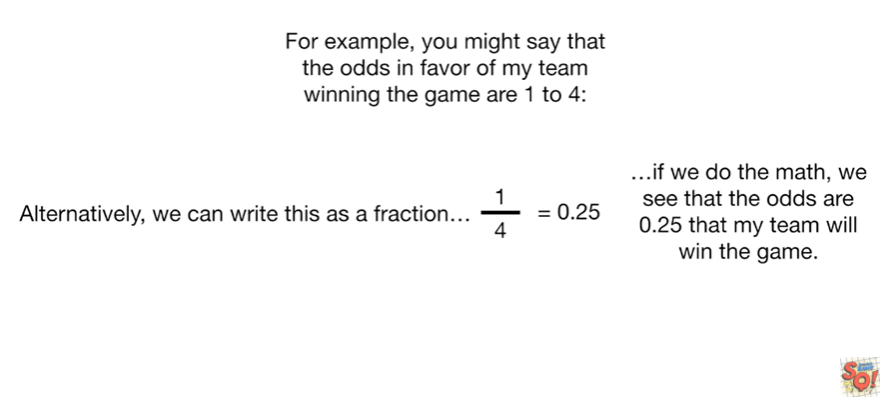 For example, you might say that
the odds in favor of my team
winning the game are 1 to 4:
Alternatively, we can write this as a fraction…
1
4
= 0.25
…if we do the math, we
see that the odds are
0.25 that my team will
win the game.
SQ!